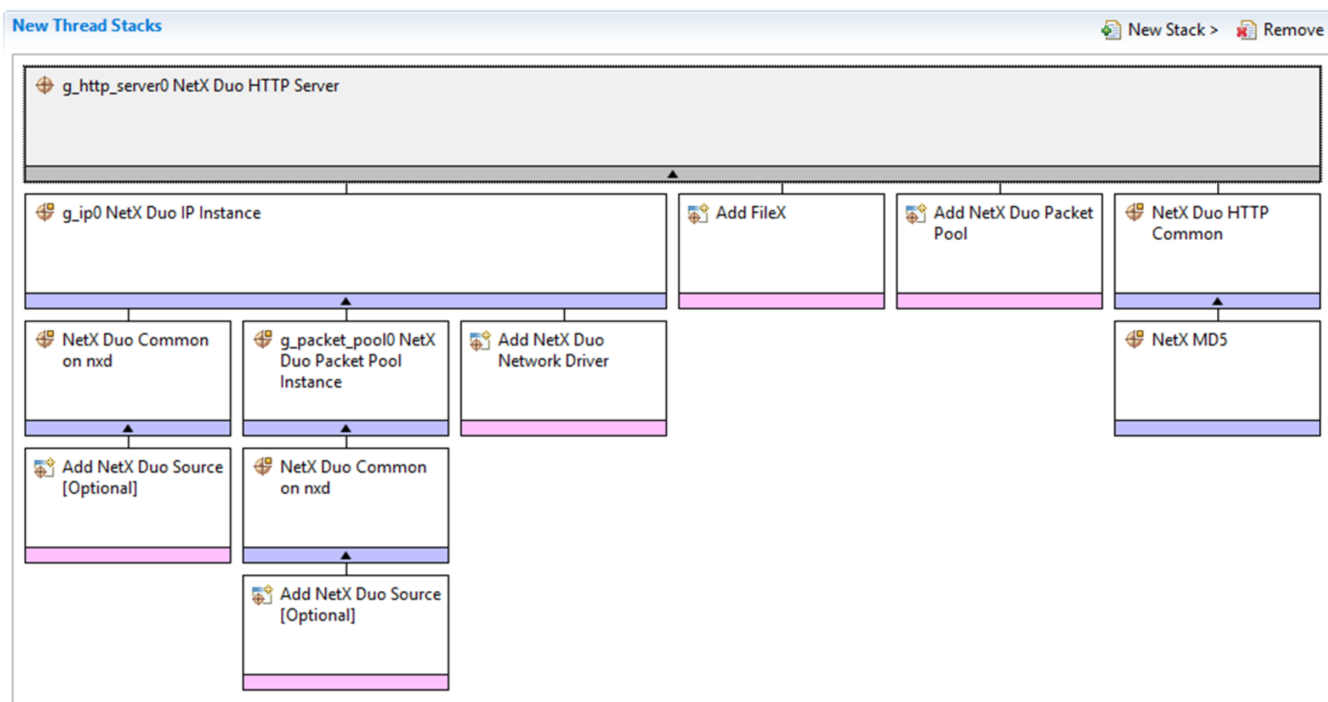 New Thread Stacks
New Stack >
Remove
g_http_server0 NetX Duo HTTP Server
g_ip0 NetX Duo IP Instance
Add FileX
Add NetX Duo Packet
Pool
NetX Duo HTTP
Common
NetX Duo Common
on nxd
g_packet_pool0 NetX
Duo Packet Pool
Instance
Add NetX Duo
Network Driver
NetX MD5
Add NetX Duo Source
[Optional]
NetX Duo Common
on nxd
Add NetX Duo Source
[Optional]